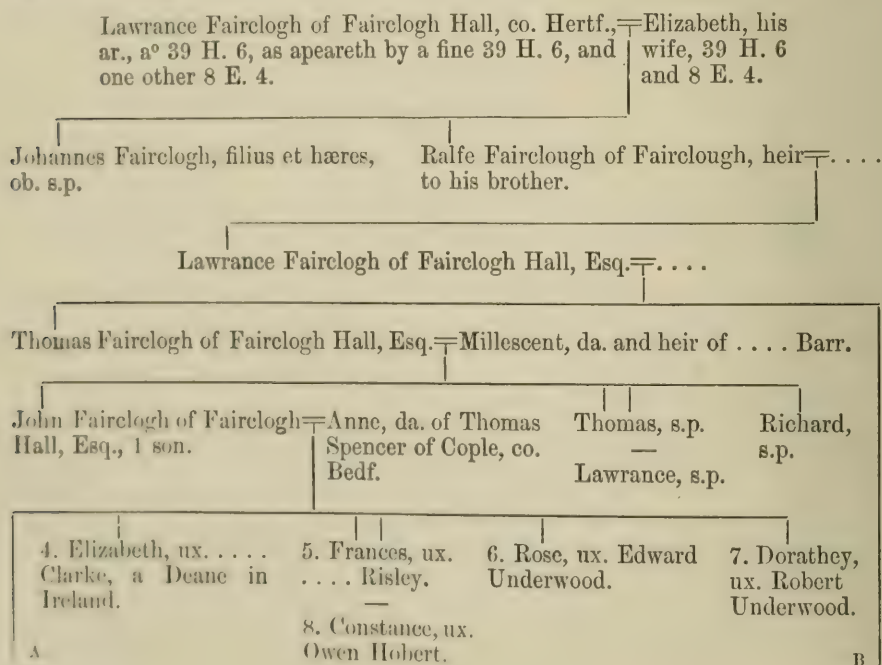 Lawrance Fairclogh of Fairclogh Hall, co. Hertf.,
ar., aº 39 H. 6, as apeareth by a fine 39 H. 6, and
one other 8 E. 4.
Elizabeth, his
wife, 39 H. 6
and 8 E. 4.
Johannes Fairclogh, filius et hæres,
ob. s.p.
Ralfe Fairclough of Fairclough, heir
to his brother.
. . . .
Lawrance Fairclogh of Fairclogh Hall, Esq.
. . . .
Thomas Fairclogh of Fairclogh Hall, Esq.
Millescent, da. and heir of . . . . Barr.
John Fairclogh of Fairclogh
Hall, Esq., 1 son.
Anne, da. of Thomas
Spencer of Cople, co.
Bedf.
Thomas, s.p.
—
Lawrance, s.p.
Richard,
s.p.
4. Elizabeth, ux. . . . .
Clarke, a Deane in
Ireland.
5. Frances, ux.
. . . . Risley.
—
8. Constance, ux.
Owen Hobert.
6. Rose, ux. Edward
Underwood.
7. Dorathey,
ux. Robert
Underwood.
A
B